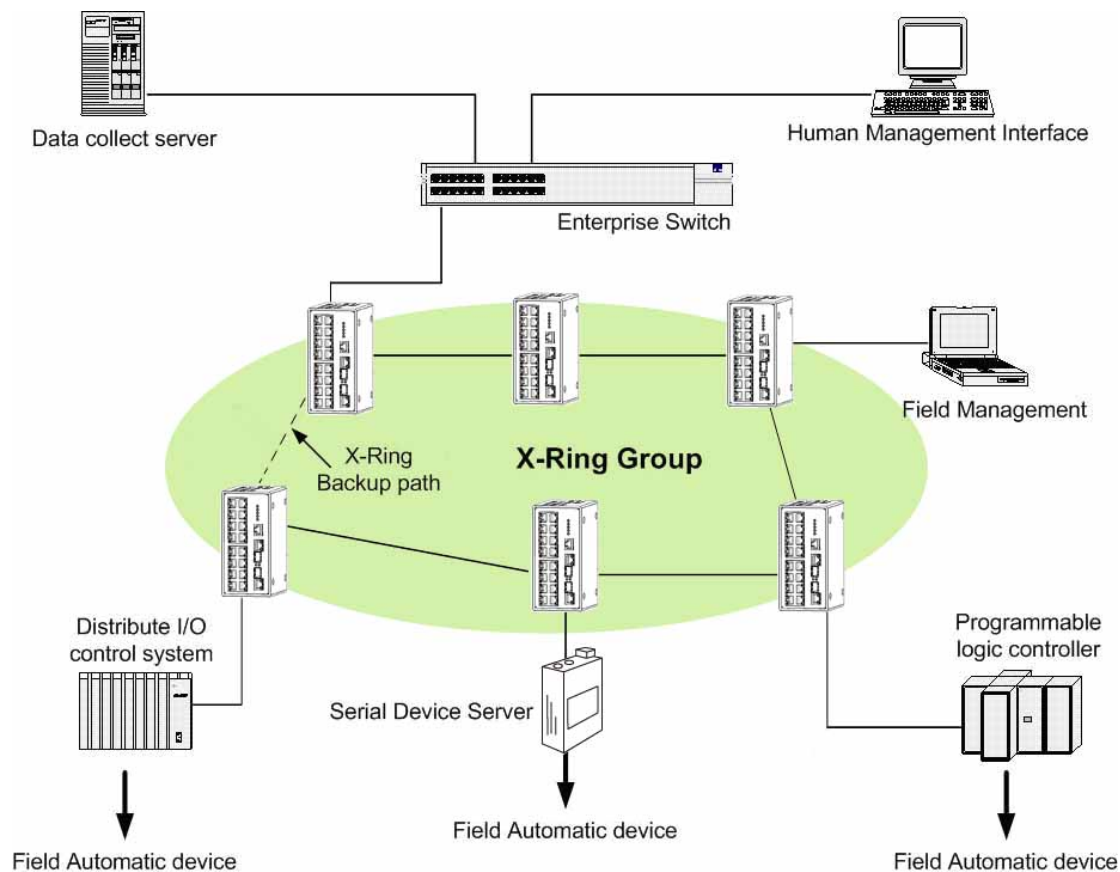 Data collect server
Human Management Interface
Enterprise Switch
Field Management
X-Ring
Backup path
X-Ring Group
Distribute I/O
control system
Programmable
logic controller
Serial Device Server
Field Automatic device
Field Automatic device
Field Automatic device